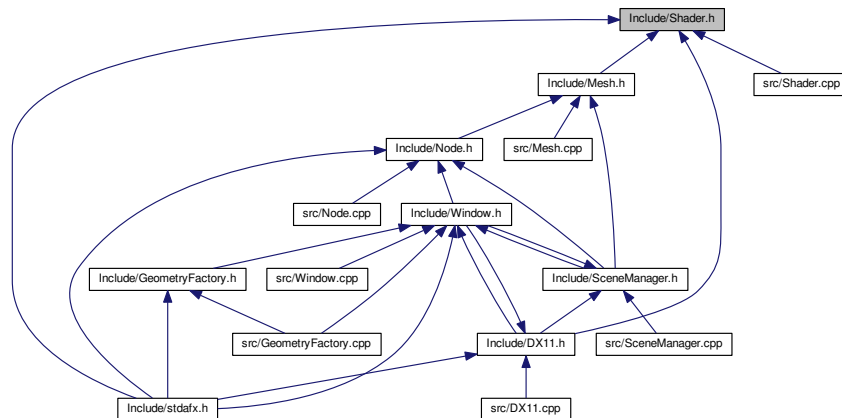 Include/Shader.h
Include/Mesh.h
src/Shader.cpp
Include/Node.h
src/Mesh.cpp
src/Node.cpp
Include/Window.h
Include/GeometryFactory.h
src/Window.cpp
Include/SceneManager.h
src/GeometryFactory.cpp
Include/DX11.h
src/SceneManager.cpp
Include/stdafx.h
src/DX11.cpp